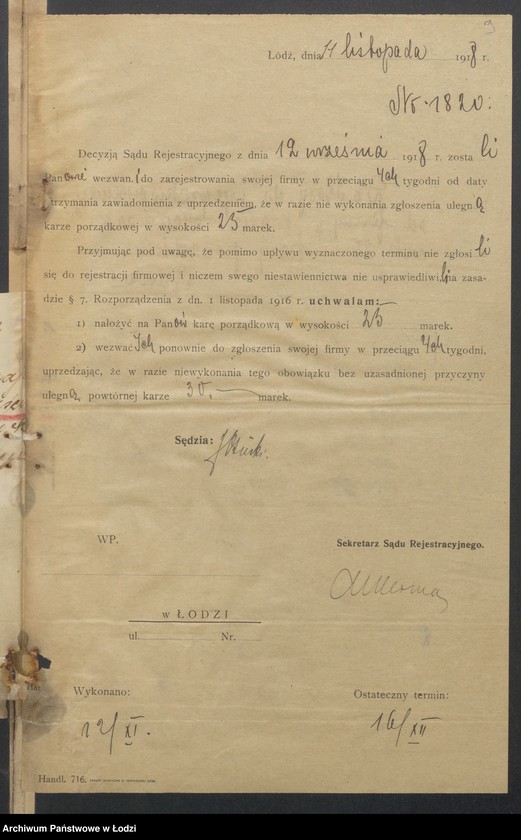 Łódź, dnia 11 listopada 1918 r.
No. 1820.
Decyzją Sądu Rejestracyjnego z dnia 12 września 1918 r. zostali
Panowie wezwani do zarejestrowania swojej firmy w przeciągu 4ch tygodni od daty
otrzymania zawiadomienia z uprzedzeniem, że w razie nie wykonania zgłoszenia ulegną
karze porządkowej w wysokości 25 marek.
Przyjmując pod uwagę, że pomimo upływu wyznaczonego terminu nie zgłosili
się do rejestracji firmowej i niczem swego niestawiennictwa nie usprawiedliwili, na zasa-
dzie § 7. Rozporządzenia z dn. 1 listopada 1916 r. uchwalam:
1) nałożyć na Panów karę porządkową w wysokości 25 marek.
2) wezwać Ich ponownie do zgłoszenia swojej firmy w przeciągu 4ch tygodni,
uprzedzając, że w razie niewykonania tego obowiązku bez uzasadnionej przyczyny
ulegną powtórnej karze 30. marek.
Sędzia:
WP.
Sekretarz Sądu Rejestracyjnego.
w ŁODZI
ul. Nr.
Wykonano:
Ostateczny termin:
12/XI.
16/XII
Handl. 716.
Archiwum Państwowe w Łodzi